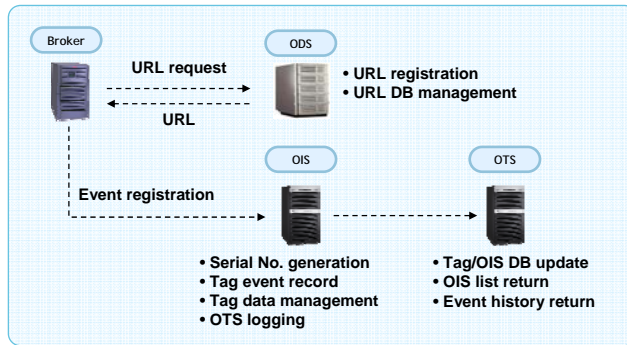 Broker
ODS
URL request
URL
• URL registration
• URL DB management
OIS
OTS
Event registration
• Serial No. generation
• Tag event record
• Tag data management
• OTS logging
• Tag/OIS DB update
• OIS list return
• Event history return